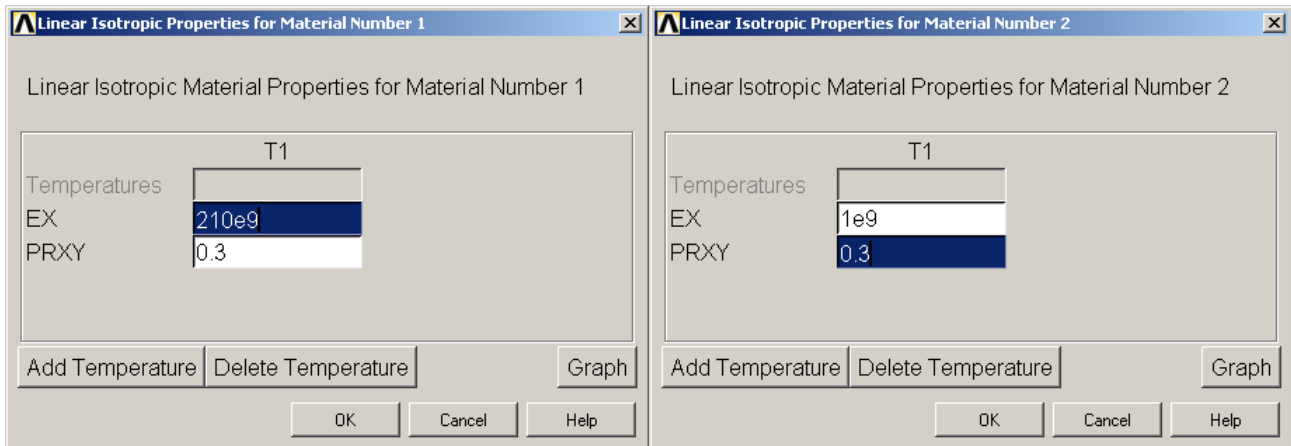 Linear Isotropic Properties for Material Number 1
Linear Isotropic Material Properties for Material Number 1
T1
Temperatures
EX 210e9
PRXY 0.3
Add Temperature Delete Temperature Graph
OK Cancel Help
Linear Isotropic Properties for Material Number 2
Linear Isotropic Material Properties for Material Number 2
T1
Temperatures
EX 1e9
PRXY 0.3
Add Temperature Delete Temperature Graph
OK Cancel Help